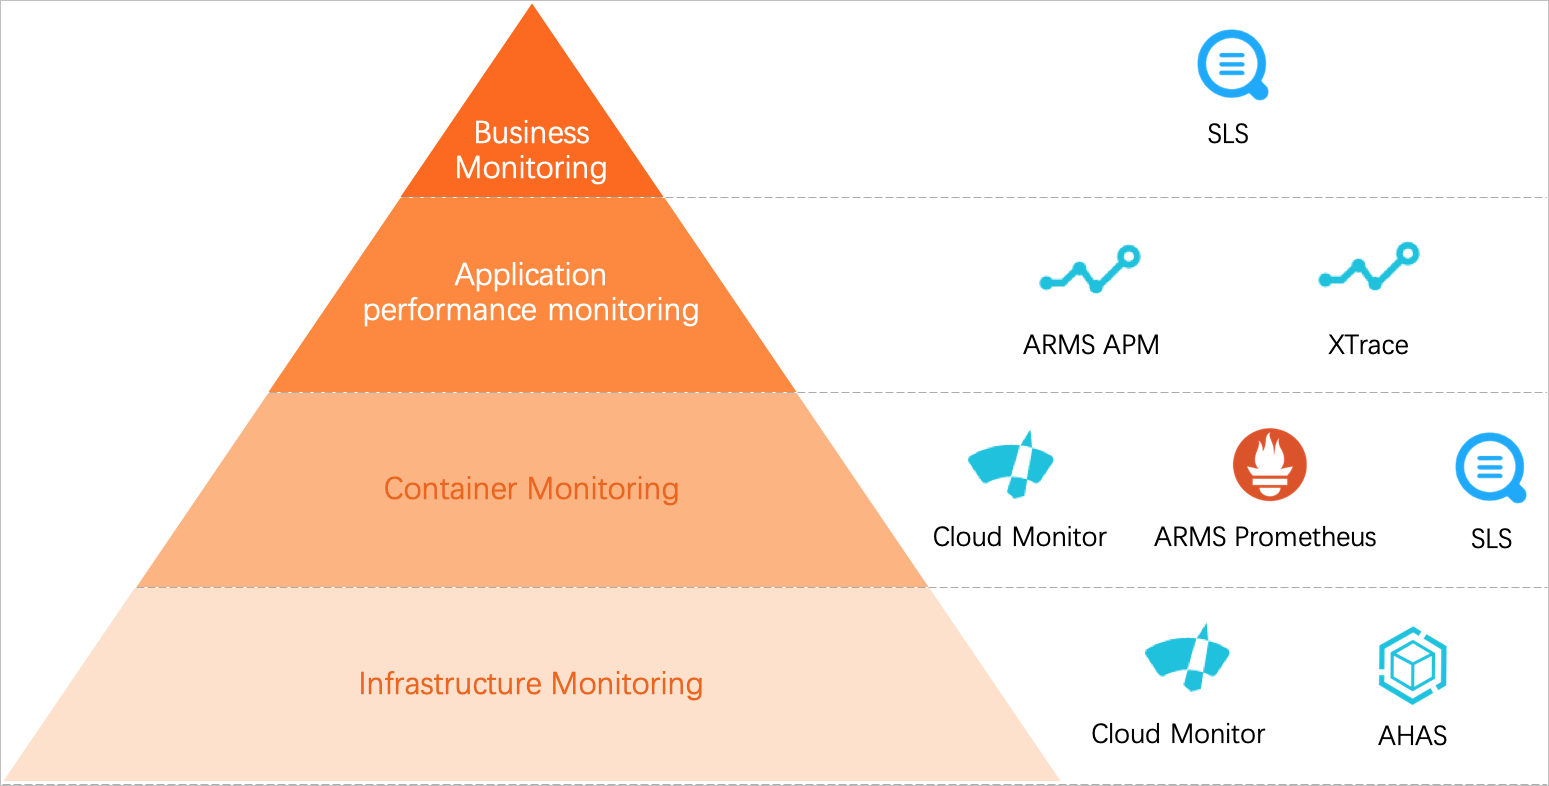 Business
Monitoring
SLS
Application
performance monitoring
ARMS APM
XTrace
Container Monitoring
Cloud Monitor
ARMS Prometheus
SLS
Infrastructure Monitoring
Cloud Monitor
AHAS